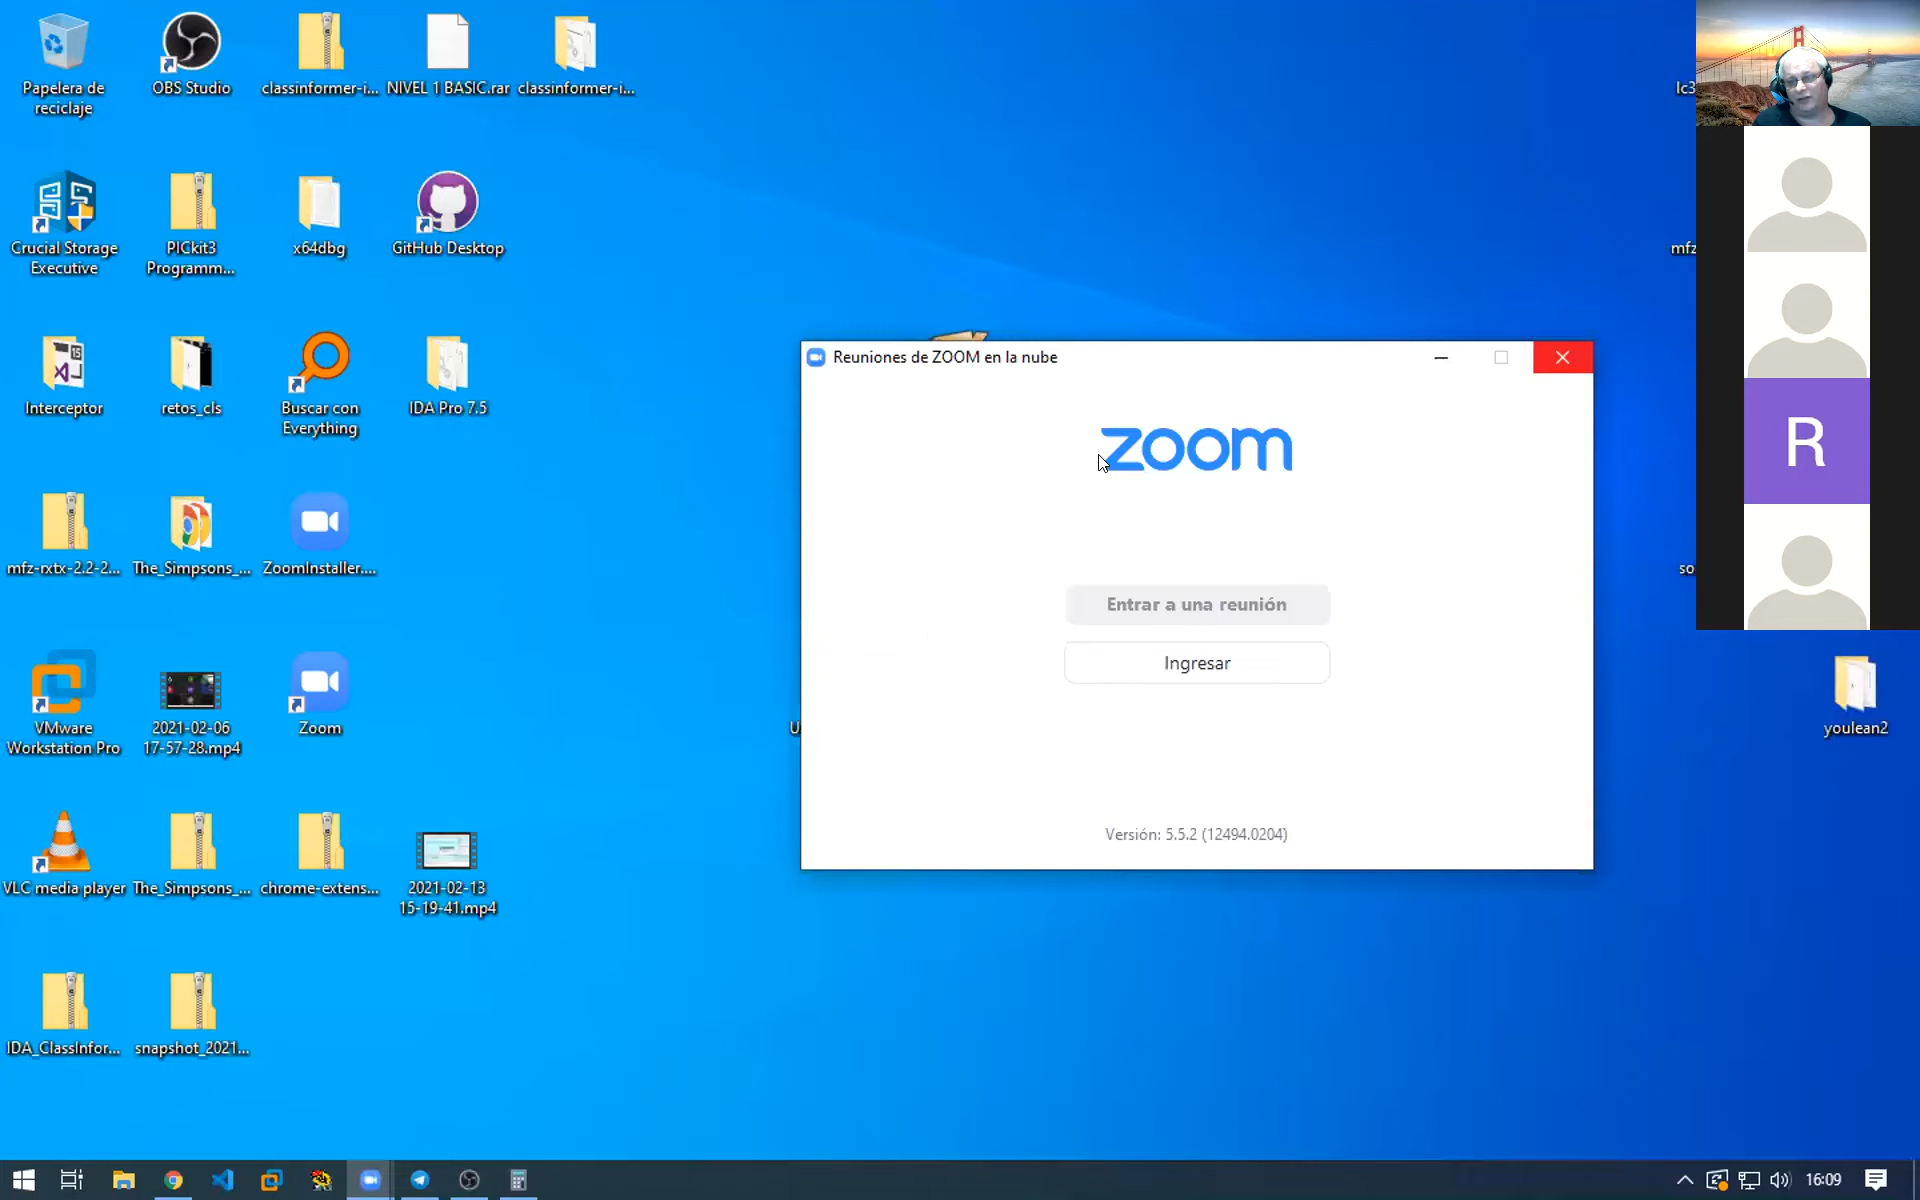 Papelera de
reciclaje
OBS Studio
classinformer-i...
NIVEL 1 BASIC.rar
classinformer-i...
lc3
Crucial Storage
Executive
PICkit3
Programm...
x64dbg
GitHub Desktop
mfz
Interceptor
retos_cls
Buscar con
Everything
IDA Pro 7.5
Reuniones de ZOOM en la nube
zoom
Entrar a una reunión
Ingresar
Versión: 5.5.2 (12494.0204)
R
mfz-rxtx-2.2-2...
The_Simpsons_...
ZoomInstaller....
so
VMware
Workstation Pro
2021-02-06
17-57-28.mp4
Zoom
U
youlean2
VLC media player
The_Simpsons_...
chrome-extens...
2021-02-13
15-19-41.mp4
IDA_ClassInfor...
snapshot_2021...
16:09